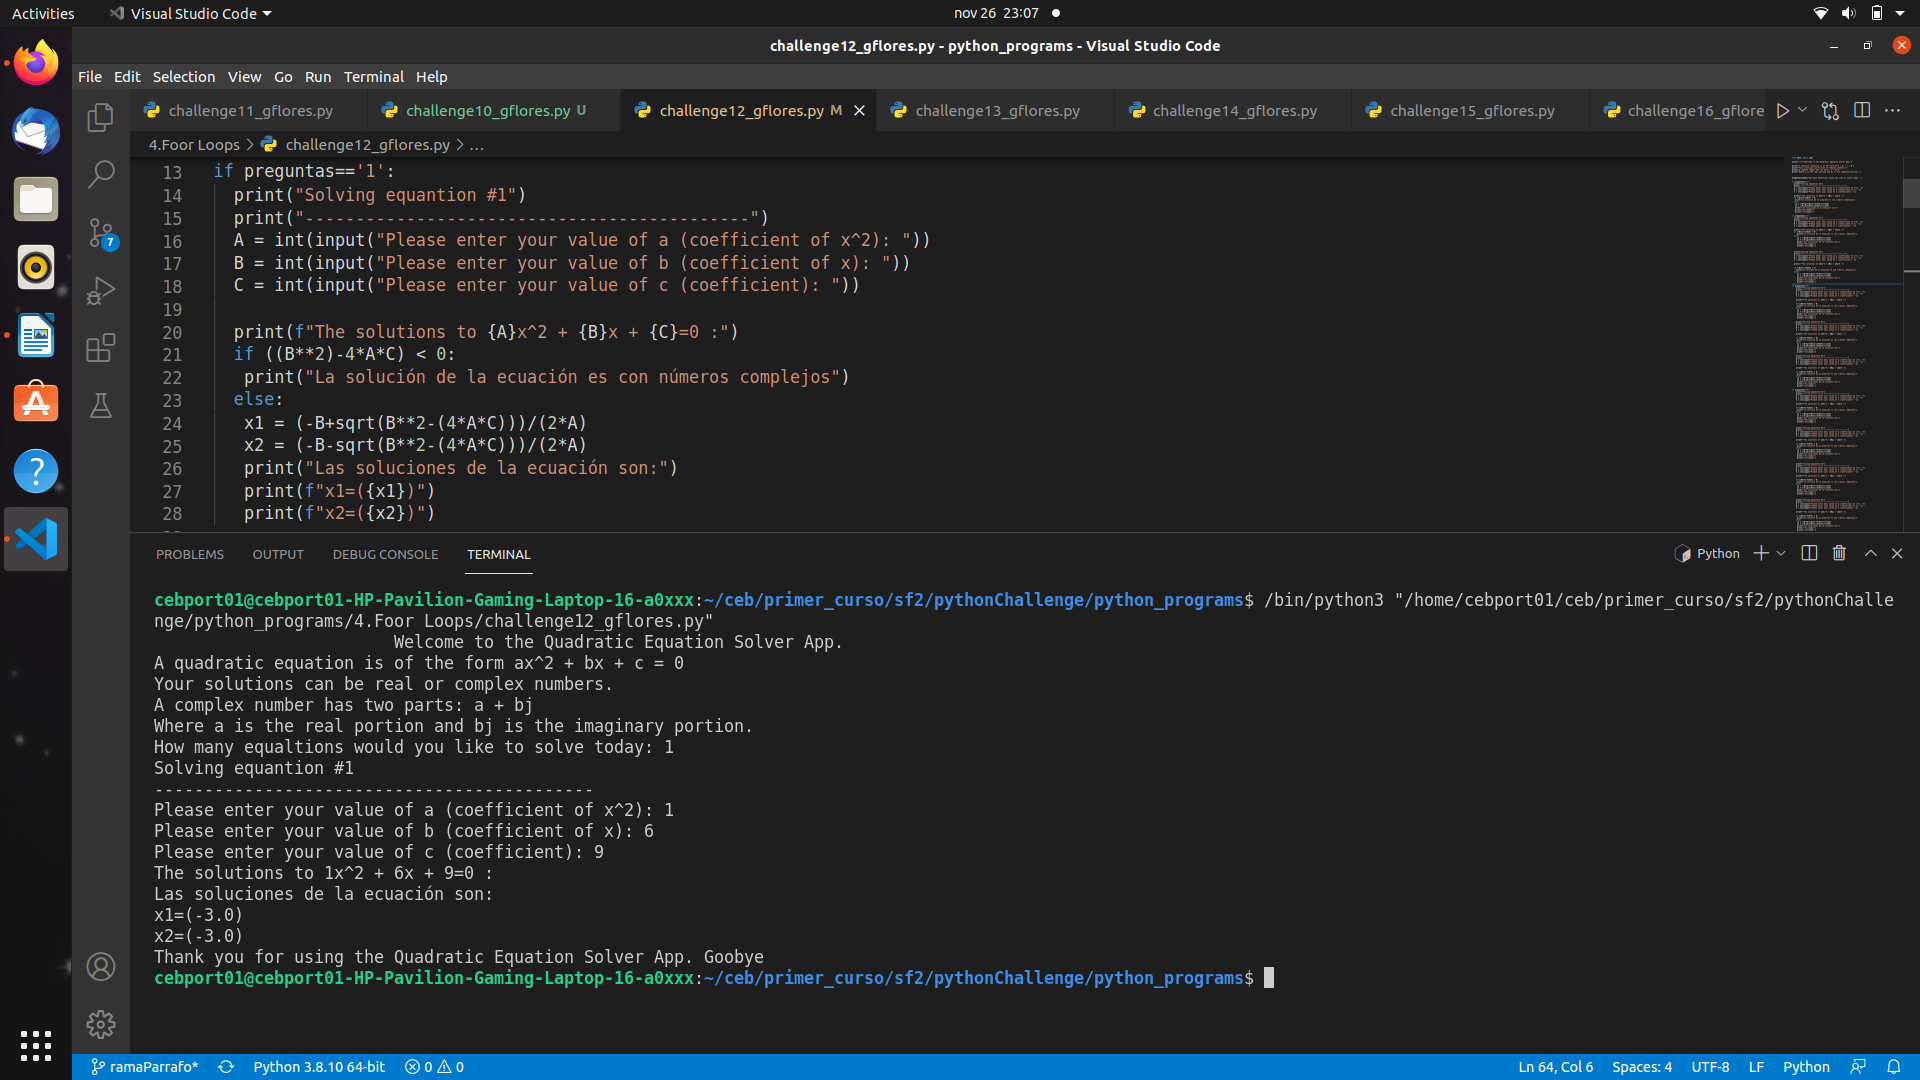 Activities
Visual Studio Code
nov 26 23:07
challenge12_gflores.py - python_programs - Visual Studio Code
File Edit Selection View Go Run Terminal Help
challenge11_gflores.py
challenge10_gflores.py U
challenge12_gflores.py M
challenge13_gflores.py
challenge14_gflores.py
challenge15_gflores.py
challenge16_gflore
4.Foor Loops > challenge12_gflores.py > ...
13 if preguntas=='1':
14 print("Solving equantion #1")
15 print("--------------------------------------------")
16 A = int(input("Please enter your value of a (coefficient of x^2): "))
17 B = int(input("Please enter your value of b (coefficient of x): "))
18 C = int(input("Please enter your value of c (coefficient): "))
19
20 print(f"The solutions to {A}x^2 + {B}x + {C}=0 :")
21 if ((B**2)-4*A*C) < 0:
22 print("La solución de la ecuación es con números complejos")
23 else:
24 x1 = (-B+sqrt(B**2-(4*A*C)))/(2*A)
25 x2 = (-B-sqrt(B**2-(4*A*C)))/(2*A)
26 print("Las soluciones de la ecuación son:")
27 print(f"x1=({x1})")
28 print(f"x2=({x2})")
7
PROBLEMS OUTPUT DEBUG CONSOLE TERMINAL
Python
cebport01@cebport01-HP-Pavilion-Gaming-Laptop-16-a0xxx:~/ceb/primer_curso/sf2/pythonChallenge/python_programs$ /bin/python3 "/home/cebport01/ceb/primer_curso/sf2/pythonChalle
nge/python_programs/4.Foor Loops/challenge12_gflores.py"
Welcome to the Quadratic Equation Solver App.
A quadratic equation is of the form ax^2 + bx + c = 0
Your solutions can be real or complex numbers.
A complex number has two parts: a + bj
Where a is the real portion and bj is the imaginary portion.
How many equaltions would you like to solve today: 1
Solving equantion #1
--------------------------------------------
Please enter your value of a (coefficient of x^2): 1
Please enter your value of b (coefficient of x): 6
Please enter your value of c (coefficient): 9
The solutions to 1x^2 + 6x + 9=0 :
Las soluciones de la ecuación son:
x1=(-3.0)
x2=(-3.0)
Thank you for using the Quadratic Equation Solver App. Goobye
cebport01@cebport01-HP-Pavilion-Gaming-Laptop-16-a0xxx:~/ceb/primer_curso/sf2/pythonChallenge/python_programs$
ramaParrafo*
Python 3.8.10 64-bit
0 0
Ln 64, Col 6
Spaces: 4
UTF-8
LF
Python